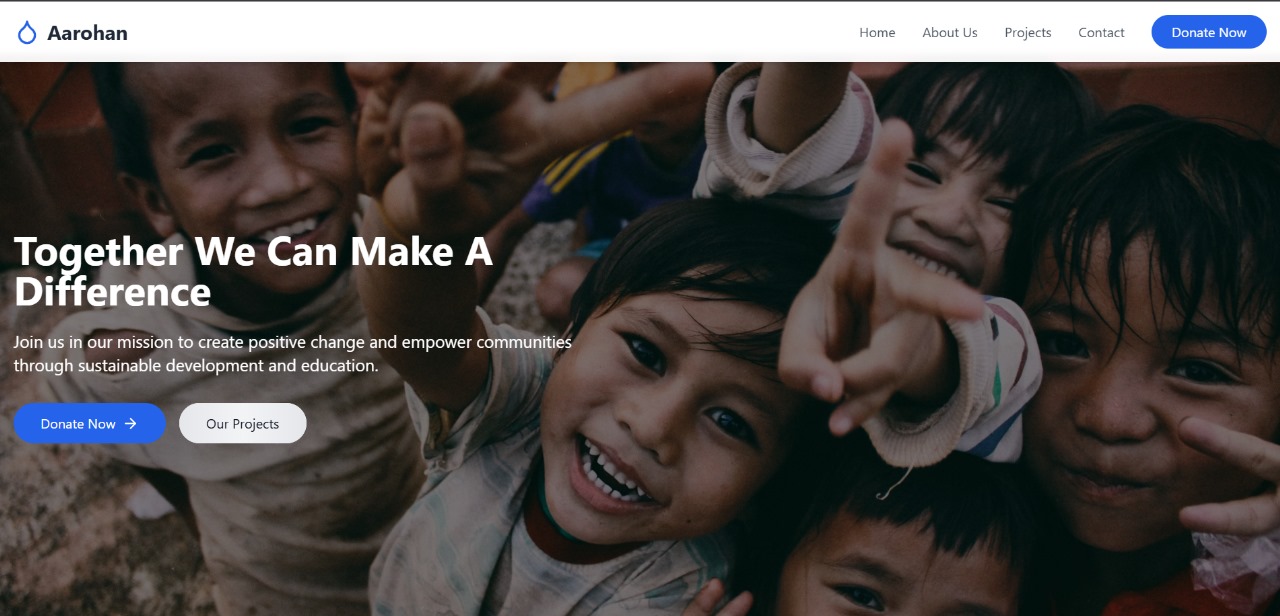 Aarohan
Home About Us Projects Contact Donate Now
Together We Can Make A
Difference
Join us in our mission to create positive change and empower communities
through sustainable development and education.
Donate Now → Our Projects